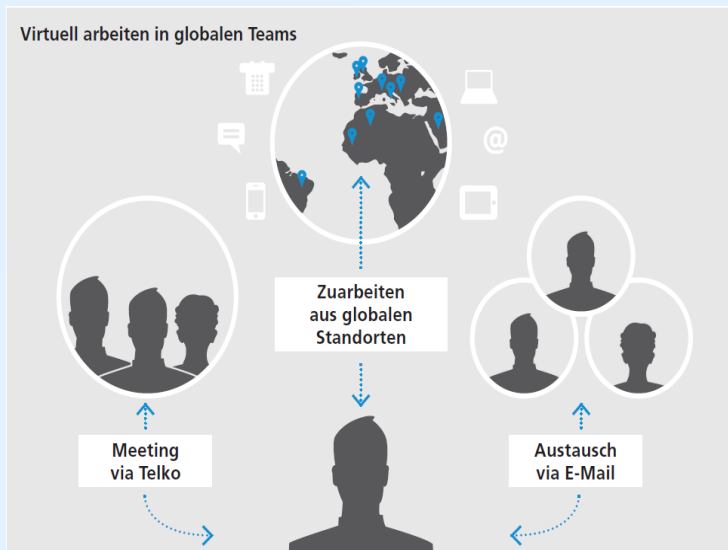 Virtuell arbeiten in globalen Teams
@
Zuarbeiten
aus globalen
Standorten
Meeting
via Telko
Austausch
via E-Mail